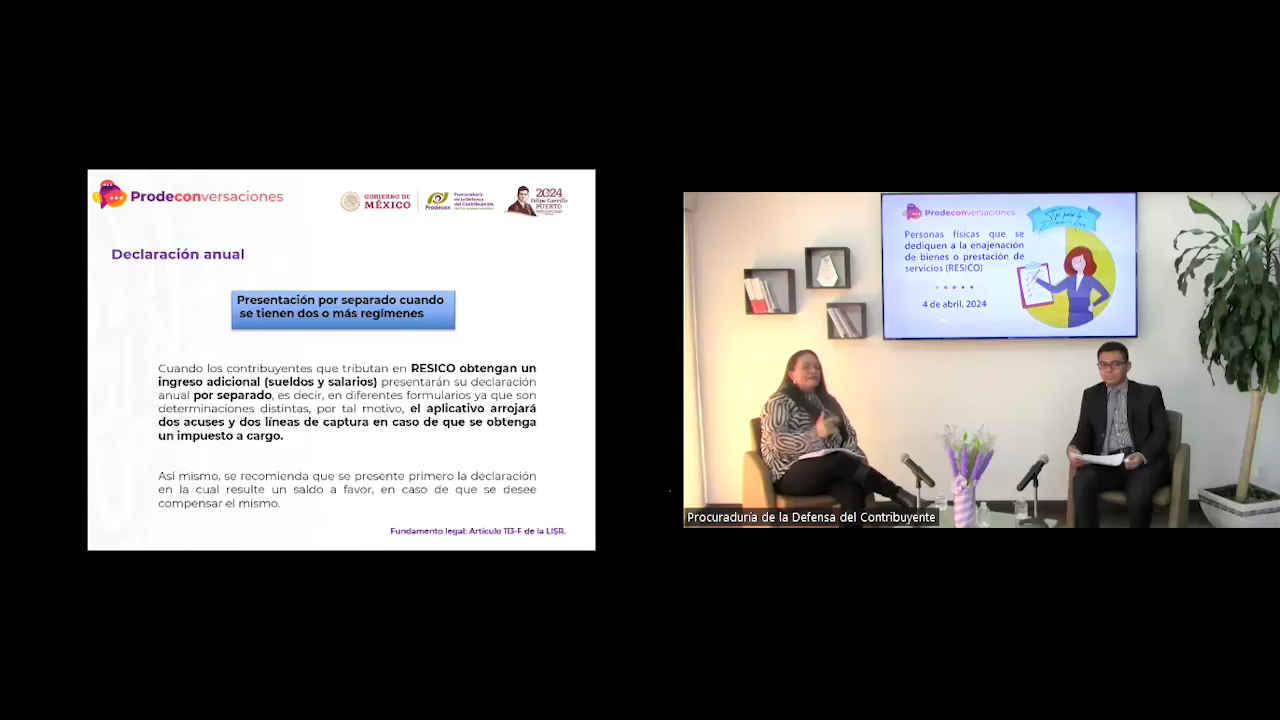 Prodeconversaciones
GOBIERNO DE
MÉXICO
Prodecon
Procuraduría
de la Defensa
del Contribuyente
2024
Felipe Carrillo
PUERTO
Declaración anual
Presentación por separado cuando
se tienen dos o más regímenes
Cuando los contribuyentes que tributan en RESICO obtengan un
ingreso adicional (sueldos y salarios) presentarán su declaración
anual por separado, es decir, en diferentes formularios ya que son
determinaciones distintas, por tal motivo, el aplicativo arrojará
dos acuses y dos líneas de captura en caso de que se obtenga
un impuesto a cargo.
Así mismo, se recomienda que se presente primero la declaración
en la cual resulte un saldo a favor, en caso de que se desee
compensar el mismo.
Fundamento legal: Artículo 113-F de la LISR.
Prodeconversaciones
Tips para la
Personas físicas que se
dediquen a la enajenación
de bienes o prestación de
servicios (RESICO)
4 de abril, 2024
Procuraduría de la Defensa del Contribuyente